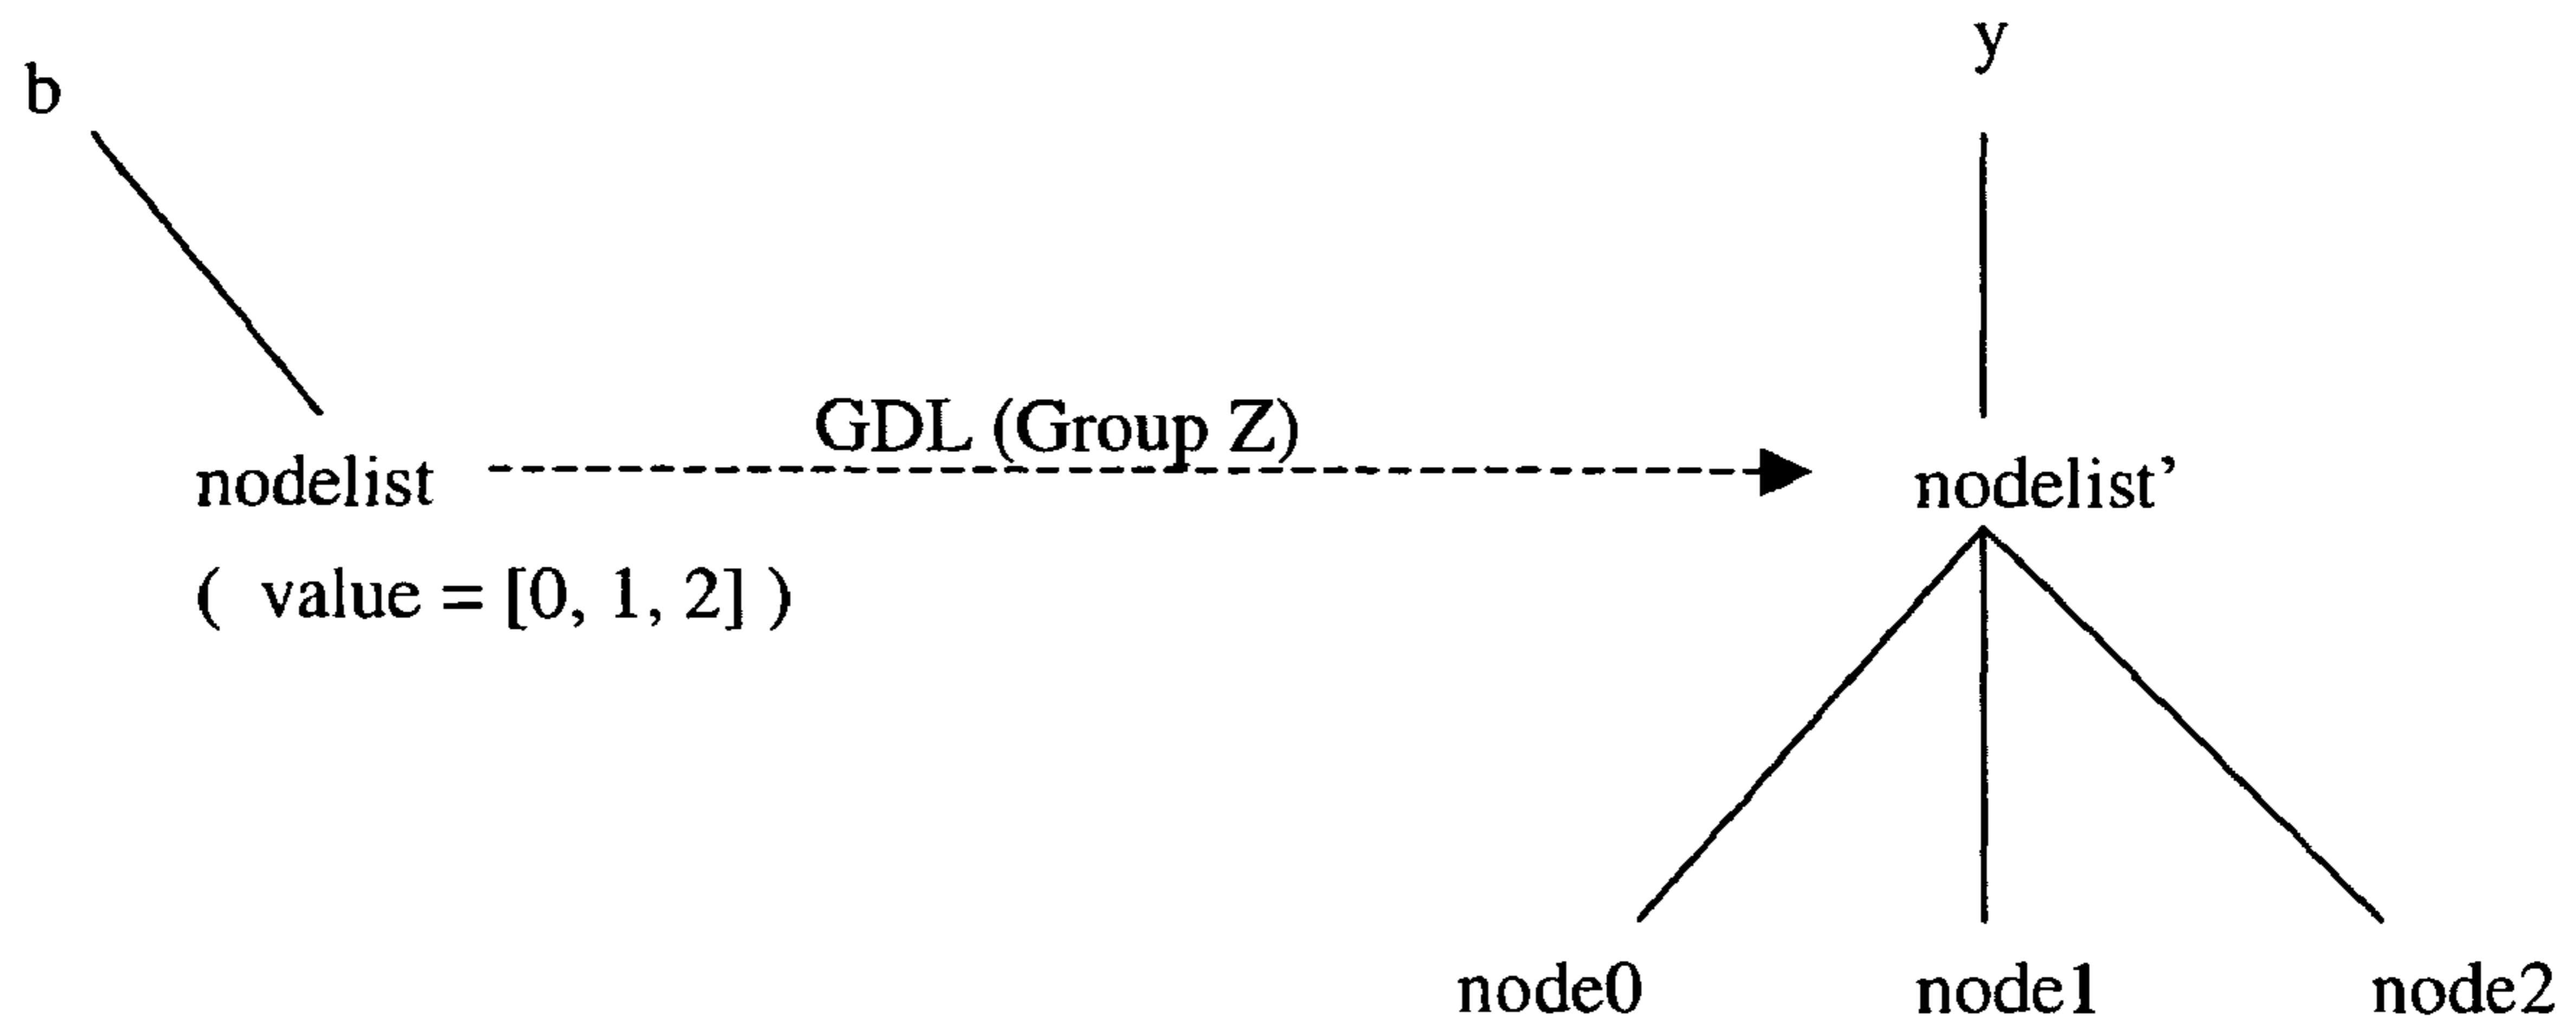 y
b
GDL (Group Z)
nodelist
nodelist’
( value = [0, 1, 2] )
node0
node1
node2